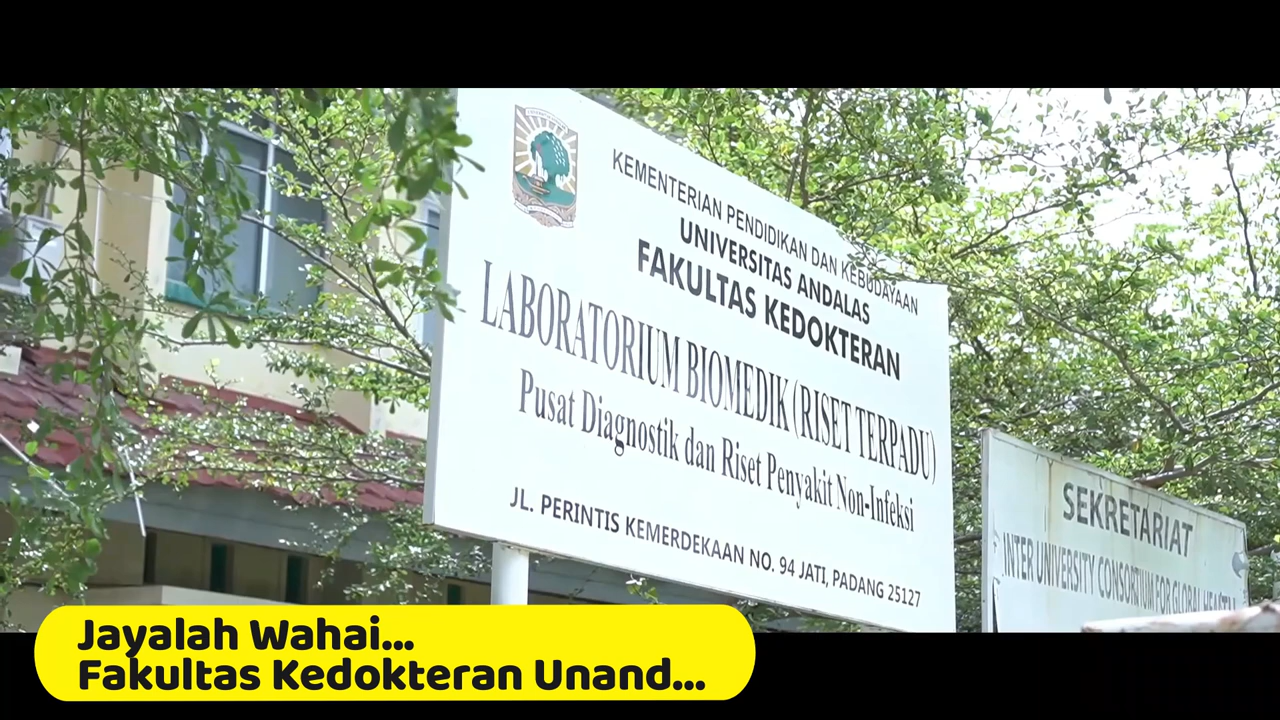 KEMENTERIAN PENDIDIKAN DAN KEBUDAYAAN
UNIVERSITAS ANDALAS
FAKULTAS KEDOKTERAN
LABORATORIUM BIOMEDIK (RISET TERPADU)
Pusat Diagnostik dan Riset Penyakit Non-Infeksi
JL. PERINTIS KEMERDEKAAN NO. 94 JATI, PADANG 25127
SEKRETARIAT
INTER UNIVERSITY CONSORTIUM FOR GLOBAL HEALTH
Jayalah Wahai...
Fakultas Kedokteran Unand...